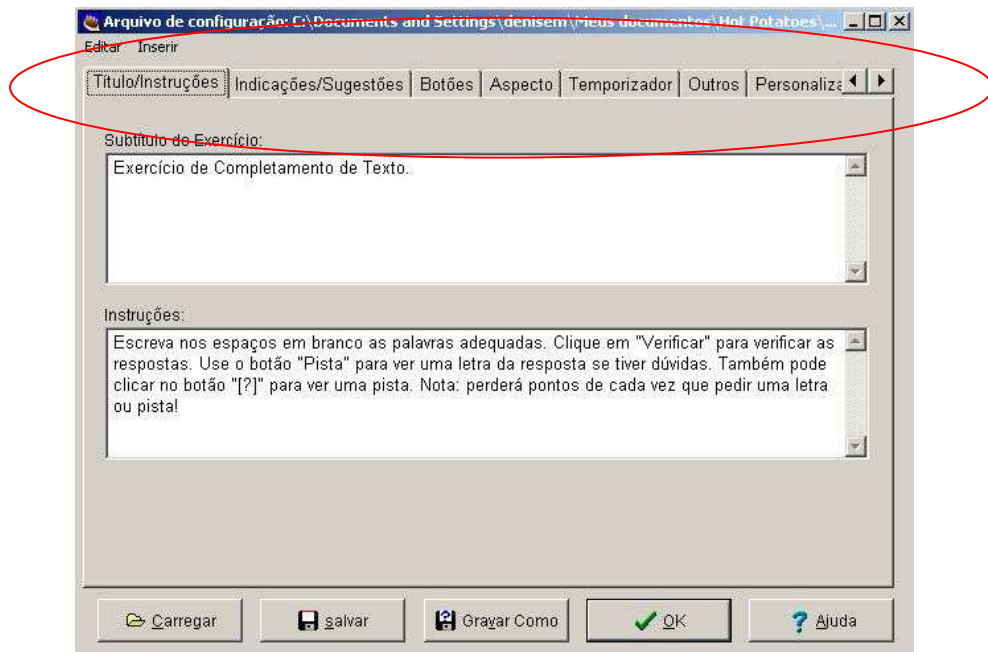 Arquivo de configuração: C:\Documents and Settings\denisem\Meus documentos\Hot Potatoes\...
Editar Inserir
Título/Instruções Indicações/Sugestões Botões Aspecto Temporizador Outros Personaliza
Subtítulo do Exercício:
Exercício de Completamento de Texto.
Instruções:
Escreva nos espaços em branco as palavras adequadas. Clique em "Verificar" para verificar as
respostas. Use o botão "Pista" para ver uma letra da resposta se tiver dúvidas. Também pode
clicar no botão "[?]" para ver uma pista. Nota: perderá pontos de cada vez que pedir uma letra
ou pista!
Carregar salvar Gravar Como OK Ajuda